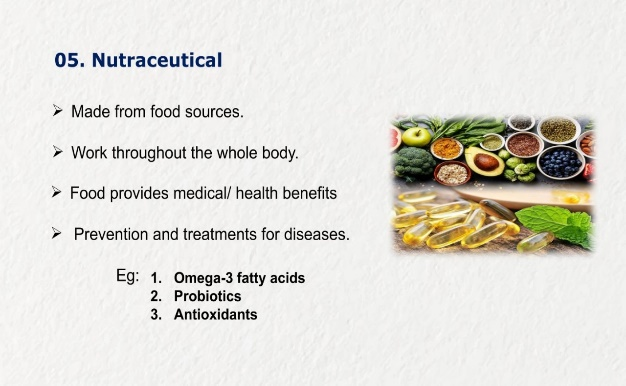 05. Nutraceutical
➢ Made from food sources.
➢ Work throughout the whole body.
➢ Food provides medical/ health benefits
➢ Prevention and treatments for diseases.
Eg: 1. Omega-3 fatty acids
2. Probiotics
3. Antioxidants